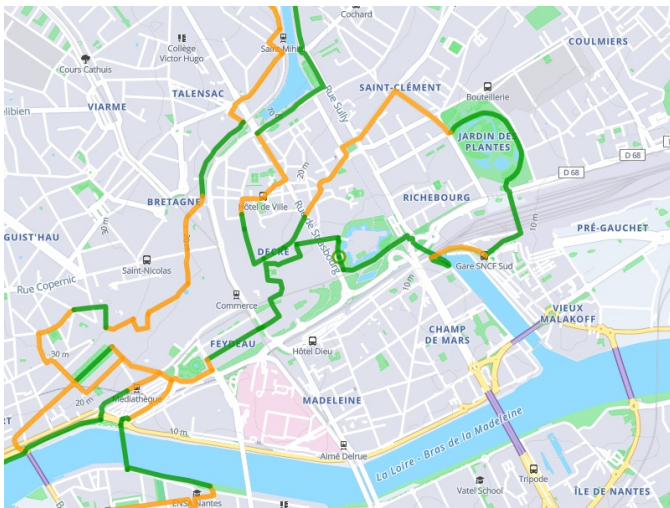 Cochard
COULMIERS
Saint-Mihiel
Collège
Victor Hugo
Cours Cathuis
TALENSAC
SAINT-CLÉMENT
Bouteillerie
VIARME
Rue Sully
70 m
JARDIN DES
PLANTES
D 68
D 68
20 m
BRETAGNE
Hôtel de Ville
RICHEBOURG
30 m
Rue de Strasbourg
10 m
PRÉ-GAUCHET
GUIST'HAU
DECRÉ
Saint-Nicolas
Gare SNCF Sud
Rue Copernic
10 m
Commerce
VIEUX
MALAKOFF
CHAMP
DE MARS
FEYDEAU
Hôtel Dieu
30 m
Médiathèque
20 m
MADELEINE
10 m
La Loire - Bras de la Madeleine
Aimé Delrue
Tripode
Vatel School
ÎLE DE NANTES
ENSA Nantes